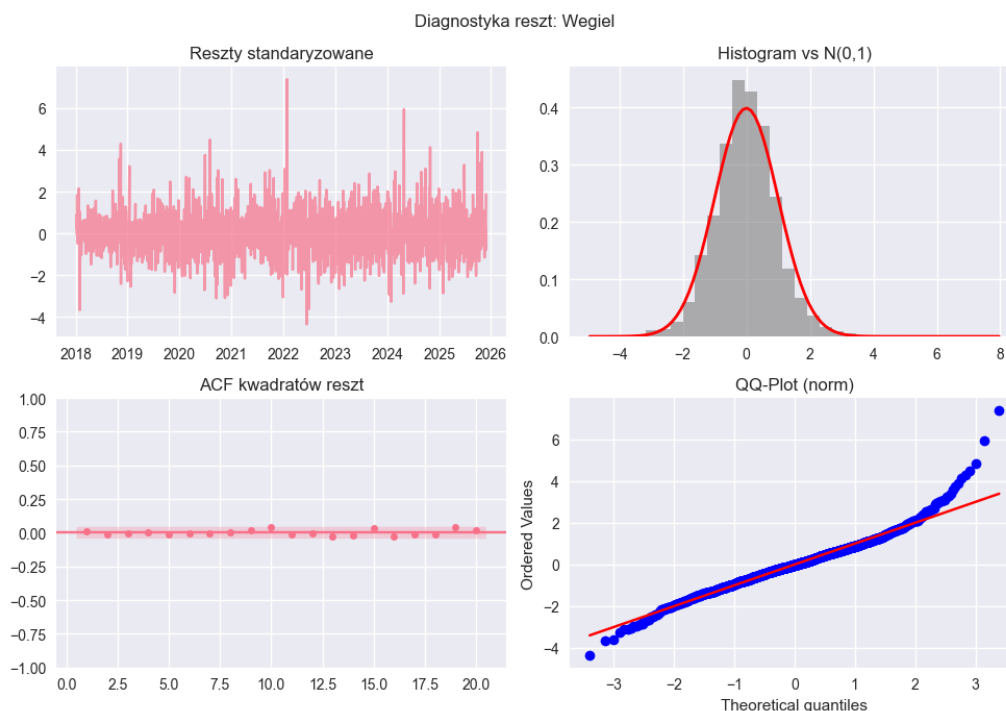 Diagnostyka reszt: Wegiel
Reszty standaryzowane
6
4
2
0
−2
−4
2018 2019 2020 2021 2022 2023 2024 2025 2026
Histogram vs N(0,1)
0.4
0.3
0.2
0.1
0.0
−4 −2 0 2 4 6 8
ACF kwadratów reszt
1.00
0.75
0.50
0.25
0.00
−0.25
−0.50
−0.75
−1.00
0.0 2.5 5.0 7.5 10.0 12.5 15.0 17.5 20.0
QQ-Plot (norm)
Ordered Values
6
4
2
0
−2
−4
−3 −2 −1 0 1 2 3
Theoretical quantiles